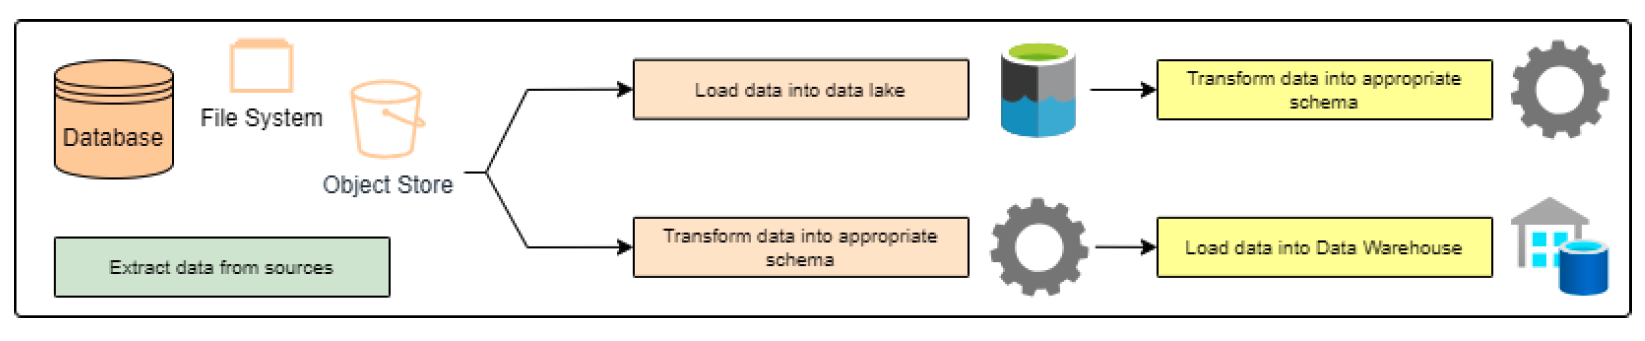 Database
File System
Object Store
Extract data from sources
Load data into data lake
Transform data into appropriate
schema
Transform data into appropriate
schema
Load data into Data Warehouse